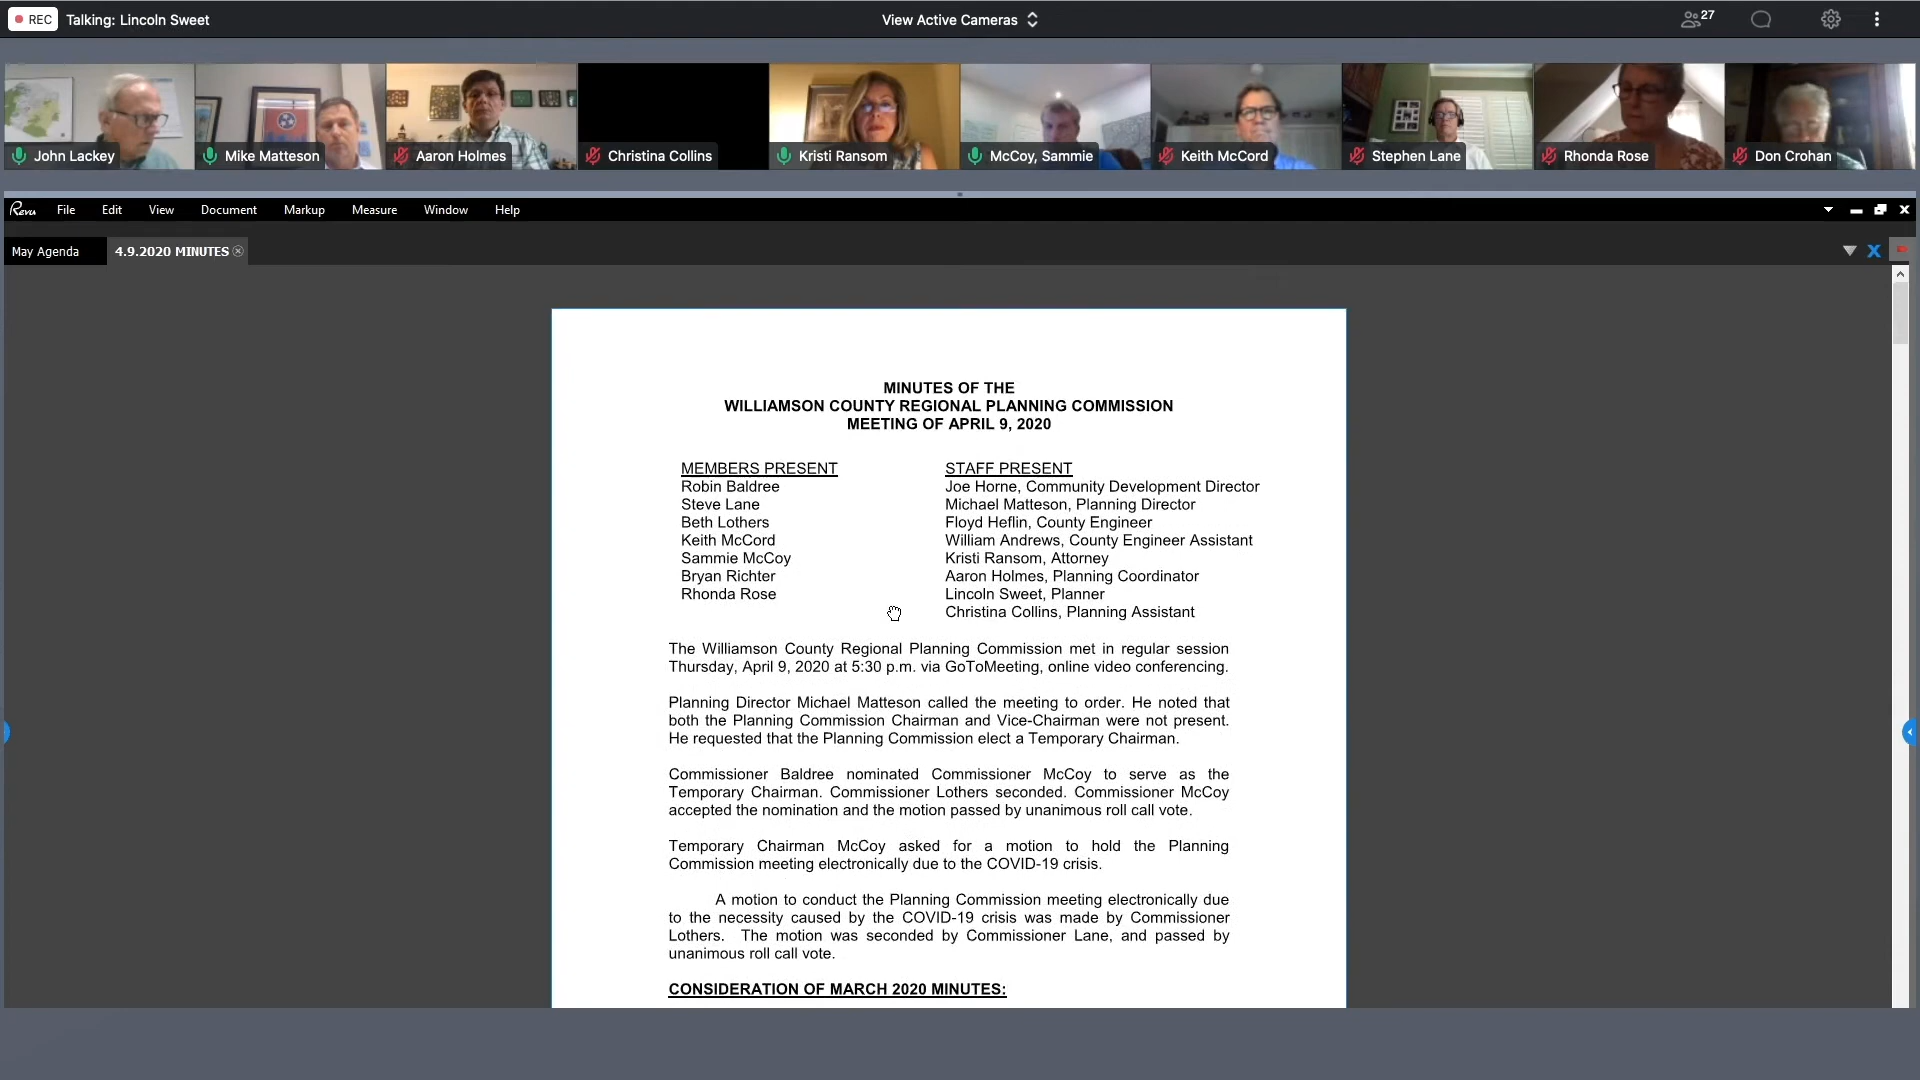 REC Talking: Lincoln Sweet
View Active Cameras
27
John Lackey
Mike Matteson
Aaron Holmes
Christina Collins
Kristi Ransom
McCoy, Sammie
Keith McCord
Stephen Lane
Rhonda Rose
Don Crohan
Revu File Edit View Document Markup Measure Window Help
May Agenda
4.9.2020 MINUTES
MINUTES OF THE
WILLIAMSON COUNTY REGIONAL PLANNING COMMISSION
MEETING OF APRIL 9, 2020
MEMBERS PRESENT
Robin Baldree
Steve Lane
Beth Lothers
Keith McCord
Sammie McCoy
Bryan Richter
Rhonda Rose
STAFF PRESENT
Joe Horne, Community Development Director
Michael Matteson, Planning Director
Floyd Heflin, County Engineer
William Andrews, County Engineer Assistant
Kristi Ransom, Attorney
Aaron Holmes, Planning Coordinator
Lincoln Sweet, Planner
Christina Collins, Planning Assistant
The Williamson County Regional Planning Commission met in regular session
Thursday, April 9, 2020 at 5:30 p.m. via GoToMeeting, online video conferencing.
Planning Director Michael Matteson called the meeting to order. He noted that
both the Planning Commission Chairman and Vice-Chairman were not present.
He requested that the Planning Commission elect a Temporary Chairman.
Commissioner Baldree nominated Commissioner McCoy to serve as the
Temporary Chairman. Commissioner Lothers seconded. Commissioner McCoy
accepted the nomination and the motion passed by unanimous roll call vote.
Temporary Chairman McCoy asked for a motion to hold the Planning
Commission meeting electronically due to the COVID-19 crisis.
A motion to conduct the Planning Commission meeting electronically due
to the necessity caused by the COVID-19 crisis was made by Commissioner
Lothers. The motion was seconded by Commissioner Lane, and passed by
unanimous roll call vote.
CONSIDERATION OF MARCH 2020 MINUTES: